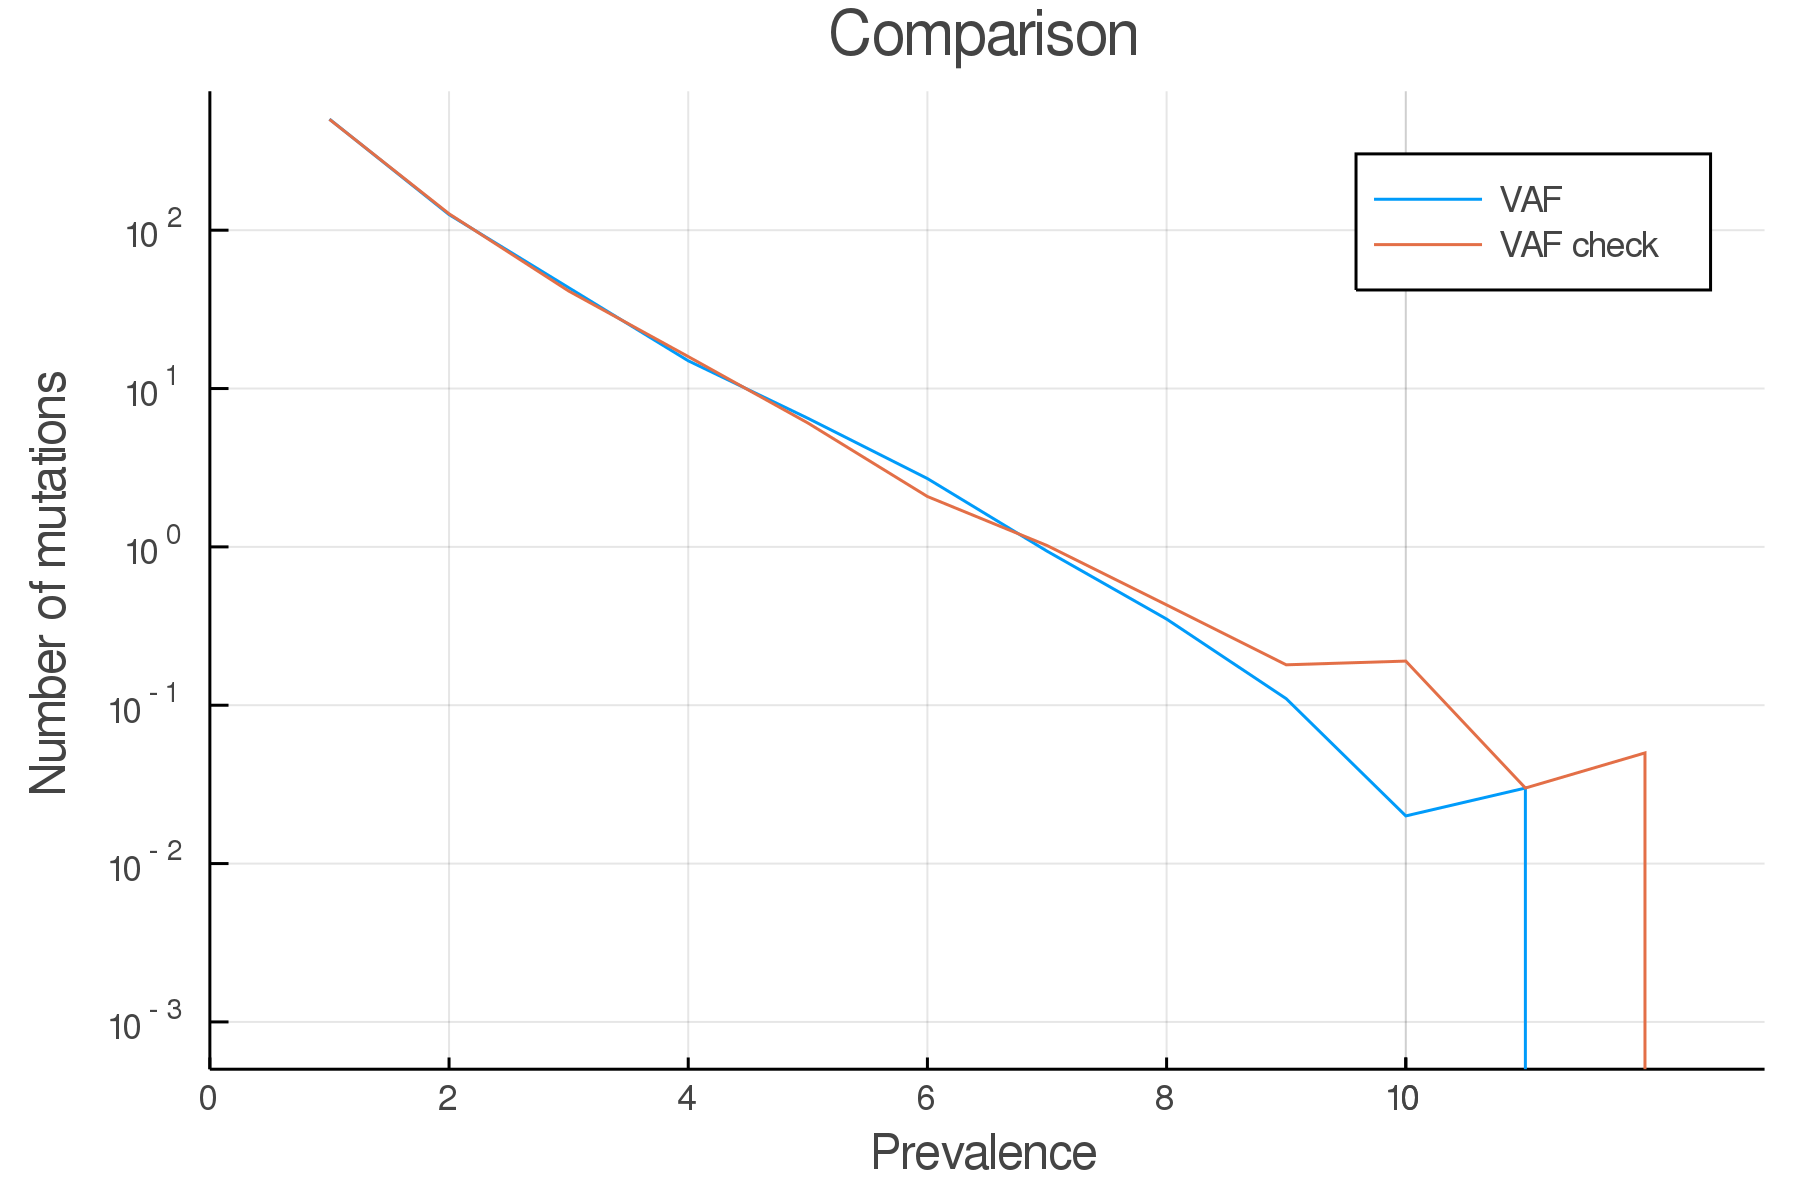 Comparison
VAF
VAF check
Number of mutations
10 2
10 1
10 0
10 - 1
10 - 2
10 - 3
0 2 4 6 8 10
Prevalence